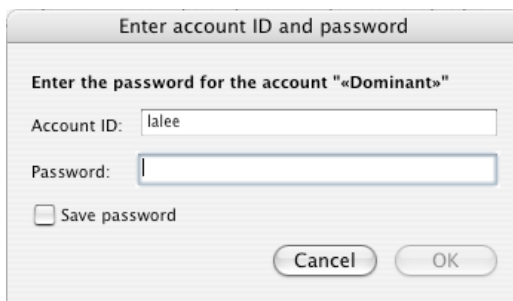 Enter account ID and password
Enter the password for the account "«Dominant»"
Account ID: lalee
Password:
Save password
Cancel OK